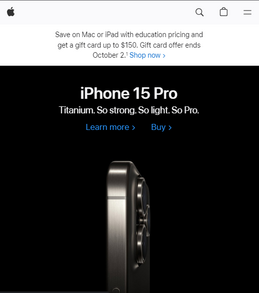 Save on Mac or iPad with education pricing and
get a gift card up to $150. Gift card offer ends
October 2.¹ Shop now >
iPhone 15 Pro
Titanium. So strong. So light. So Pro.
Learn more > Buy >